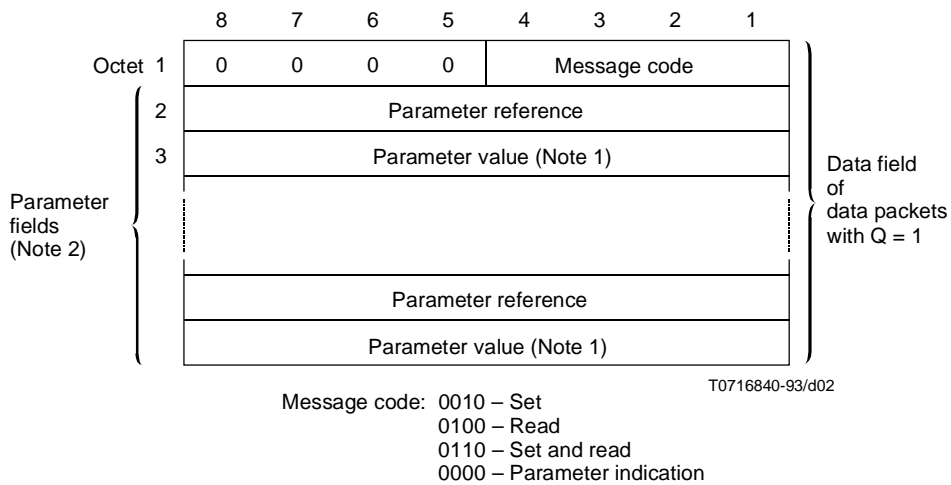 8 7 6 5 4 3 2 1
Octet 1 0 0 0 0 Message code
2 Parameter reference
3 Parameter value (Note 1)
Parameter
fields
(Note 2)
Data field
of
data packets
with Q = 1
Parameter reference
Parameter value (Note 1)
T0716840-93/d02
Message code: 0010 – Set
0100 – Read
0110 – Set and read
0000 – Parameter indication